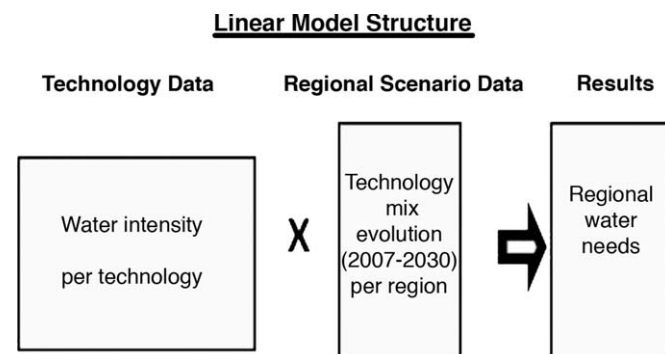 Linear Model Structure
Technology Data
Regional Scenario Data
Results
Water intensity
per technology
X
Technology
mix
evolution
(2007-2030)
per region
Regional
water
needs